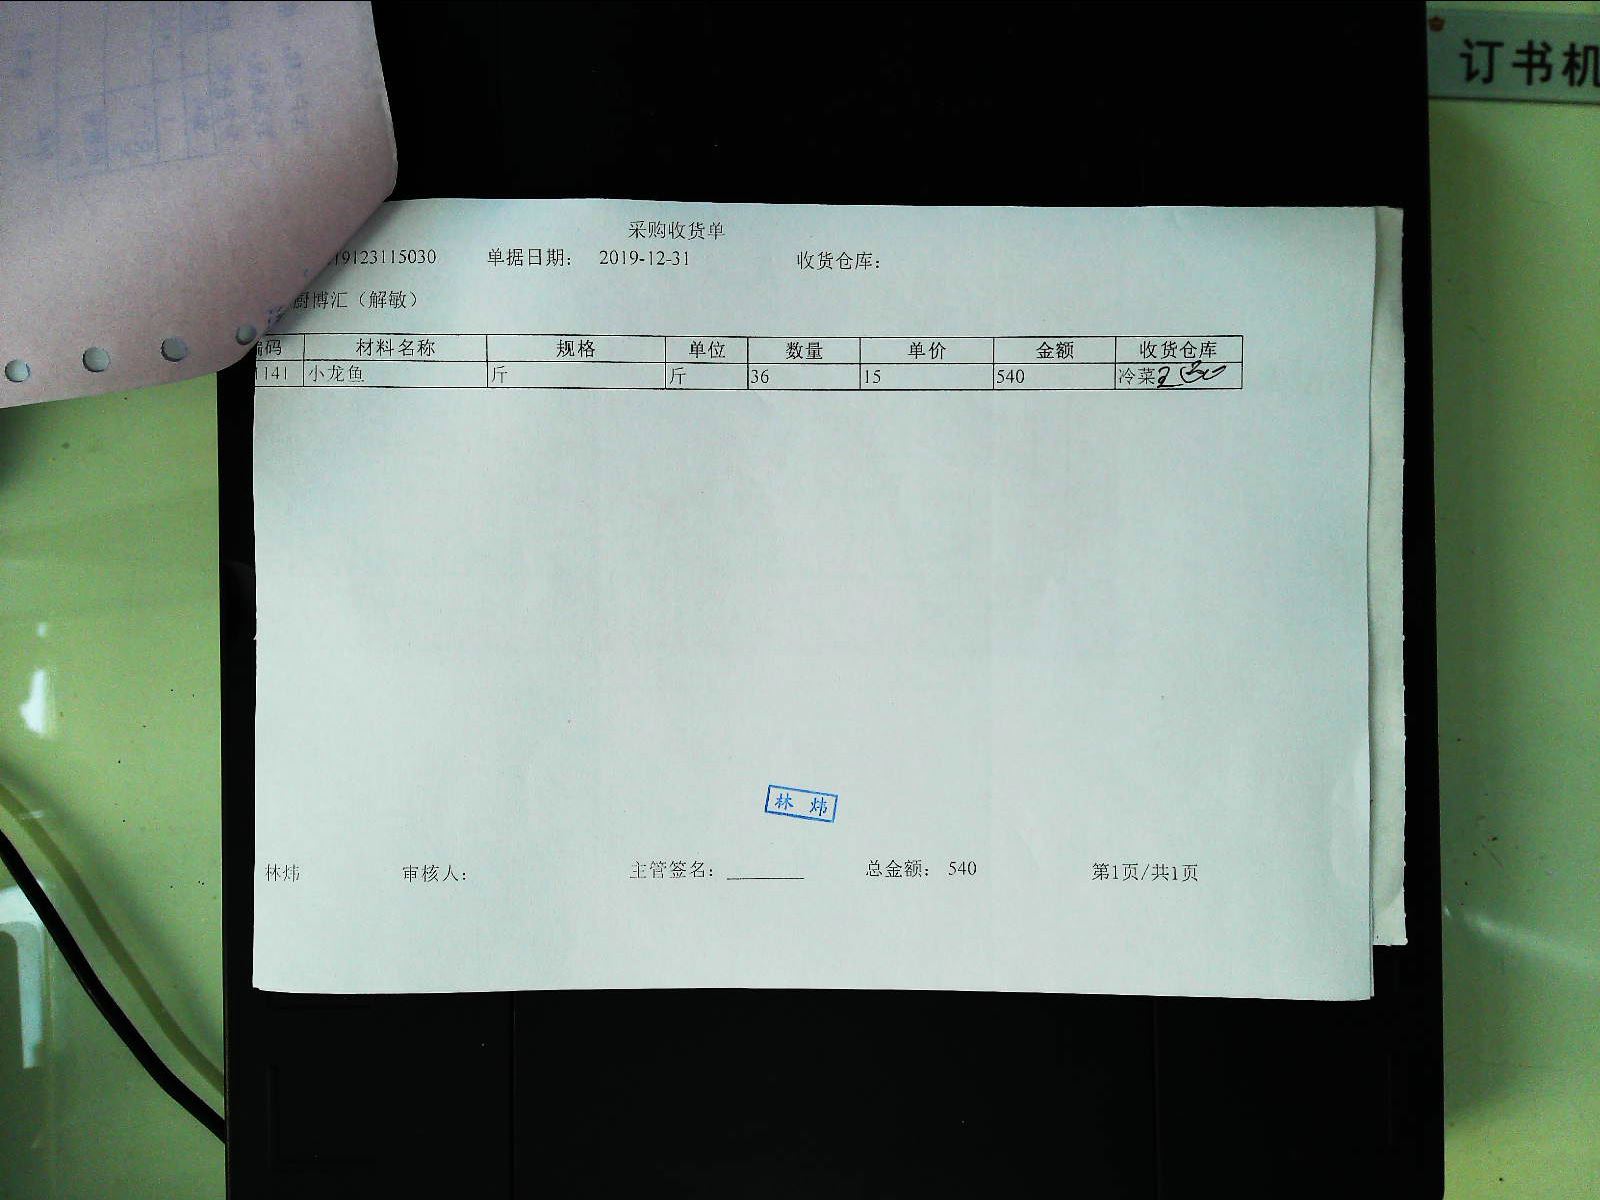 订书机
采购收货单
19123115030 单据日期： 2019-12-31 收货仓库：
厨博汇（解敏）
编码 材料名称 规格 单位 数量 单价 金额 收货仓库
1141 小龙鱼 斤 斤 36 15 540 冷菜
林炜
林炜 审核人： 主管签名： 总金额： 540 第1页/共1页